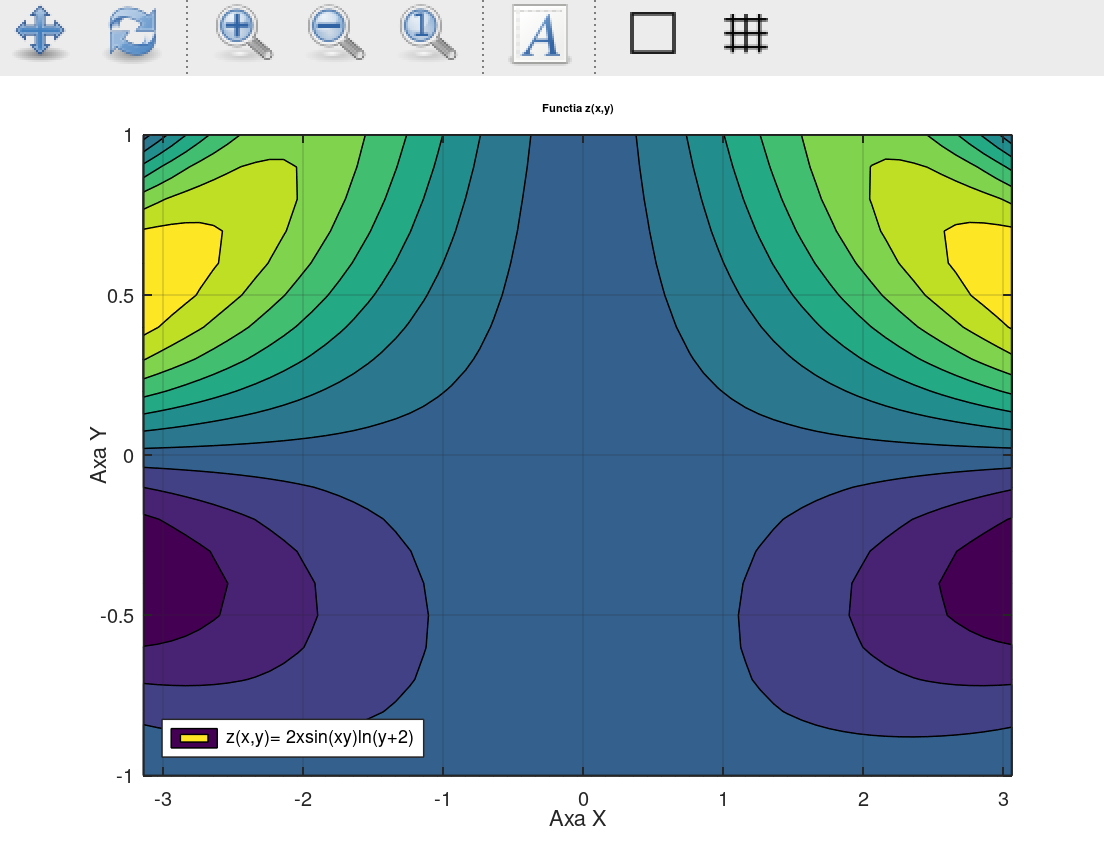 1
A
Functia z(x,y)
1
0.5
0
-0.5
-1
Axa Y
z(x,y)= 2xsin(xy)ln(y+2)
-3 -2 -1 0 1 2 3
Axa X